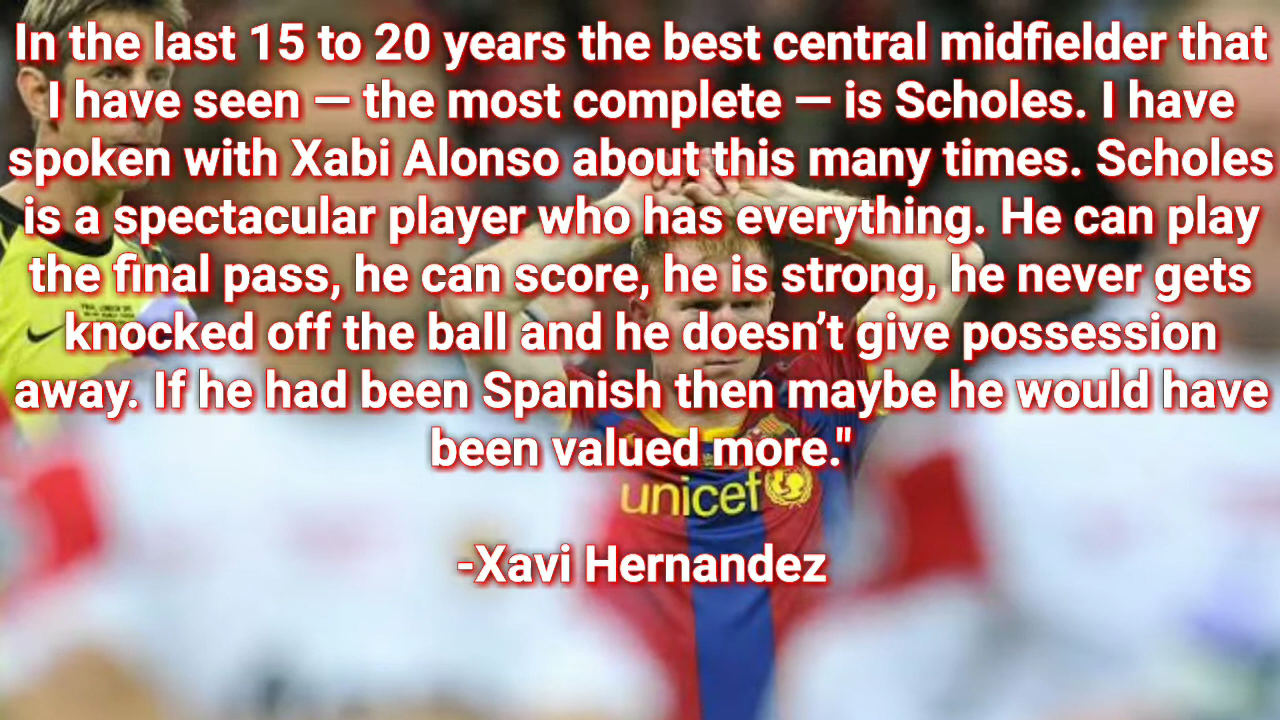 In the last 15 to 20 years the best central midfielder that
I have seen — the most complete — is Scholes. I have
spoken with Xabi Alonso about this many times. Scholes
is a spectacular player who has everything. He can play
the final pass, he can score, he is strong, he never gets
knocked off the ball and he doesn’t give possession
away. If he had been Spanish then maybe he would have
been valued more."
unicef
-Xavi Hernandez